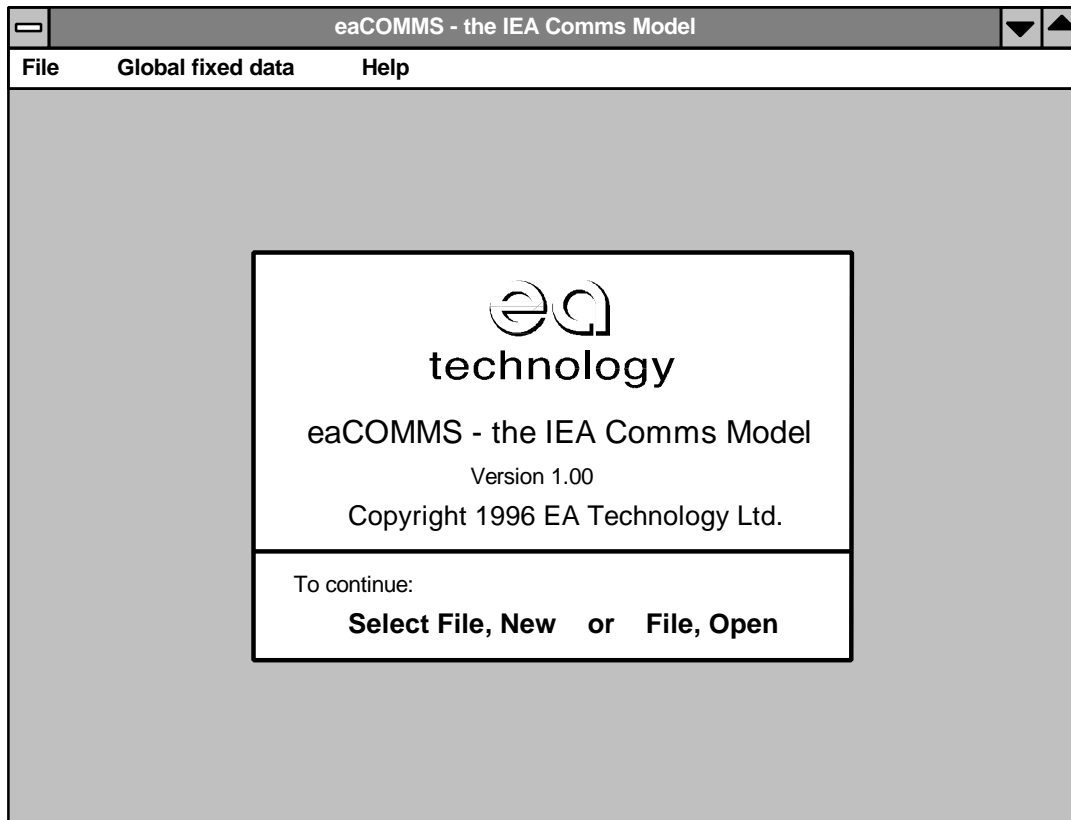 eaCOMMS - the IEA Comms Model
File Global fixed data Help
ea
technology
eaCOMMS - the IEA Comms Model
Version 1.00
Copyright 1996 EA Technology Ltd.
To continue:
Select File, New or File, Open